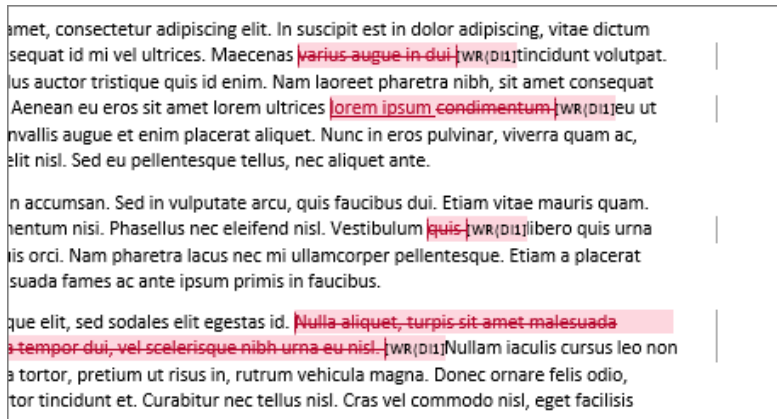 amet, consectetur adipiscing elit. In suscipit est in dolor adipiscing, vitae dictum
sequat id mi vel ultrices. Maecenas varius augue in dui [WR(DI1]tincidunt volutpat.
lus auctor tristique quis id enim. Nam laoreet pharetra nibh, sit amet consequat
Aenean eu eros sit amet lorem ultrices lorem ipsum condimentum [WR(DI1]eu ut
nvallis augue et enim placerat aliquet. Nunc in eros pulvinar, viverra quam ac,
elit nisl. Sed eu pellentesque tellus, nec aliquet ante.
n accumsan. Sed in vulputate arcu, quis faucibus dui. Etiam vitae mauris quam.
mentum nisi. Phasellus nec eleifend nisl. Vestibulum quis [WR(DI1]libero quis urna
uis orci. Nam pharetra lacus nec mi ullamcorper pellentesque. Etiam a placerat
suada fames ac ante ipsum primis in faucibus.
que elit, sed sodales elit egestas id. Nulla aliquet, turpis sit amet malesuada
a tempor dui, vel scelerisque nibh urna eu nisl. [WR(DI1]Nullam iaculis cursus leo non
a tortor, pretium ut risus in, rutrum vehicula magna. Donec ornare felis odio,
tor tincidunt et. Curabitur nec tellus nisl. Cras vel commodo nisl, eget facilisis